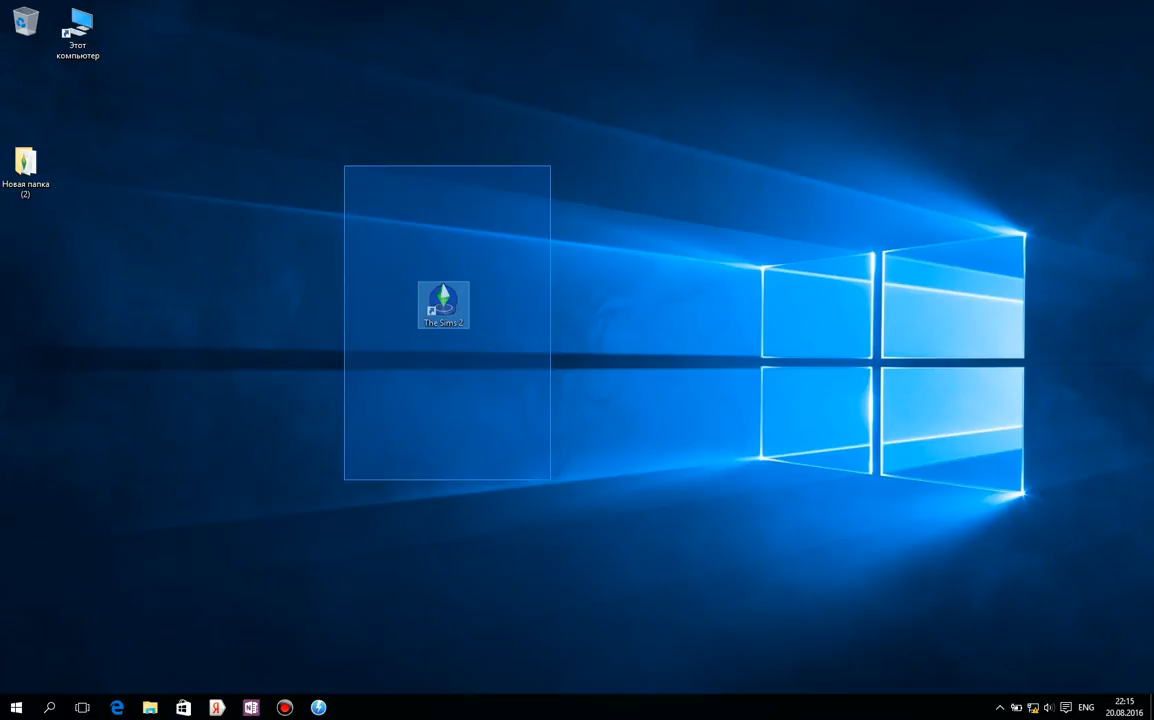 Этот
компьютер
Новая папка
(2)
The Sims 2
ENG
22:15
20.08.2016